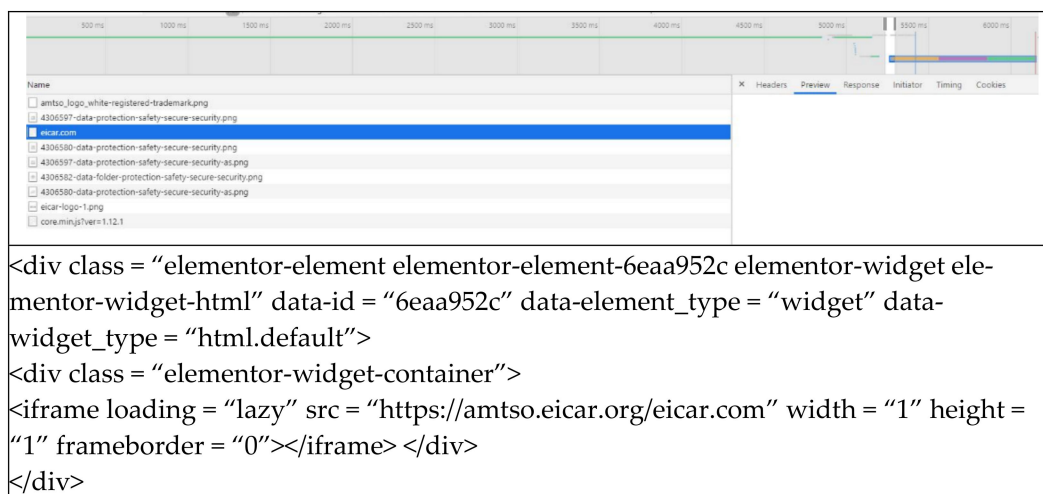 500 ms 1000 ms 1500 ms 2000 ms 2500 ms 3000 ms 3500 ms 4000 ms 4500 ms 5000 ms 5500 ms 6000 ms
Name × Headers Preview Response Initiator Timing Cookies
amtso_logo_white-registered-trademark.png
4306597-data-protection-safety-secure-security.png
eicar.com
4306580-data-protection-safety-secure-security.png
4306597-data-protection-safety-secure-security-as.png
4306582-data-folder-protection-safety-secure-security.png
4306580-data-protection-safety-secure-security-as.png
eicar-logo-1.png
core.min.js?ver=1.12.1
<div class = “elementor-element elementor-element-6eaa952c elementor-widget ele-
mentor-widget-html” data-id = “6eaa952c” data-element_type = “widget” data-
widget_type = “html.default”>
<div class = “elementor-widget-container”>
<iframe loading = “lazy” src = “https://amtso.eicar.org/eicar.com” width = “1” height =
“1” frameborder = “0”></iframe> </div>
</div>